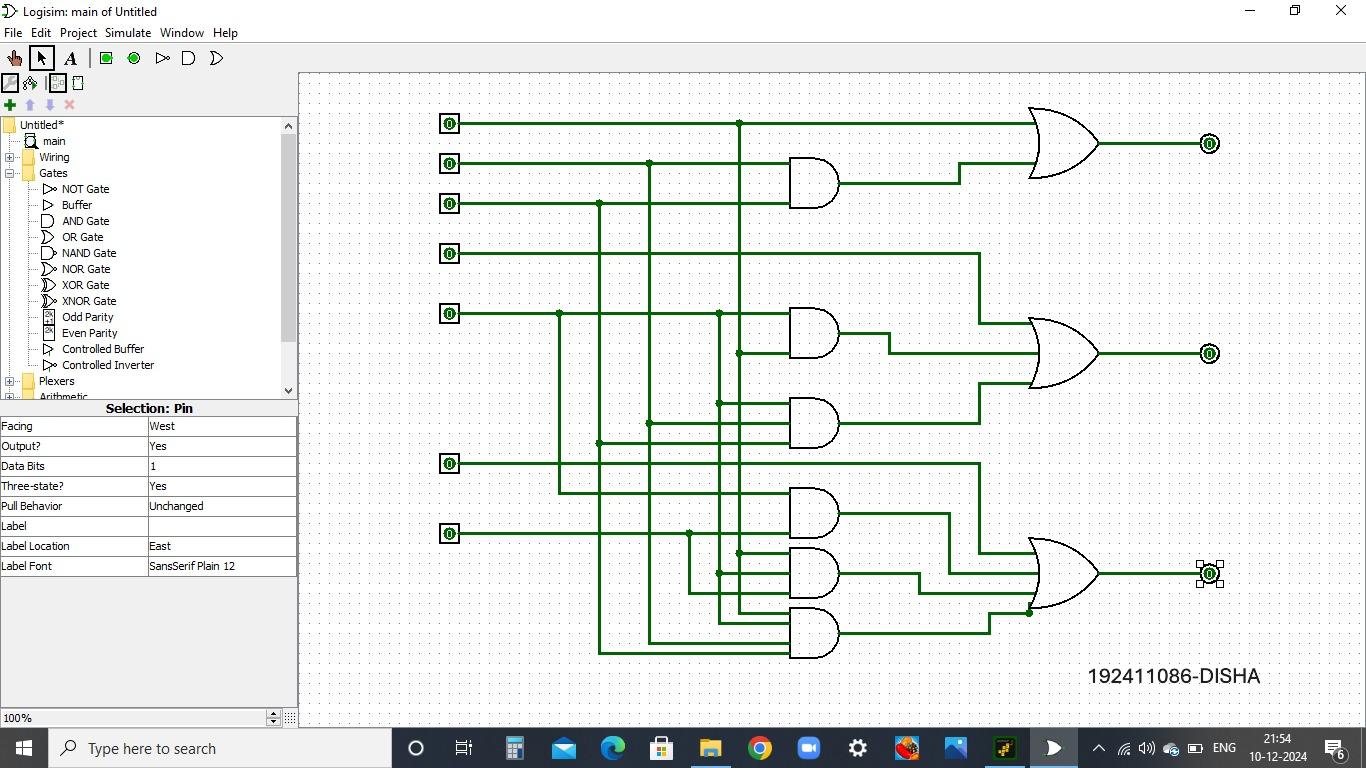 Logisim: main of Untitled
File Edit Project Simulate Window Help
A
Untitled*
main
Wiring
Gates
NOT Gate
Buffer
AND Gate
OR Gate
NAND Gate
NOR Gate
XOR Gate
XNOR Gate
Odd Parity
Even Parity
Controlled Buffer
Controlled Inverter
Plexers
Arithmetic
Selection: Pin
Facing West
Output? Yes
Data Bits 1
Three-state? Yes
Pull Behavior Unchanged
Label
Label Location East
Label Font SansSerif Plain 12
100%
0
0
0
0
0
0
0
0
0
0
192411086-DISHA
Type here to search
ENG
21:54
10-12-2024
6